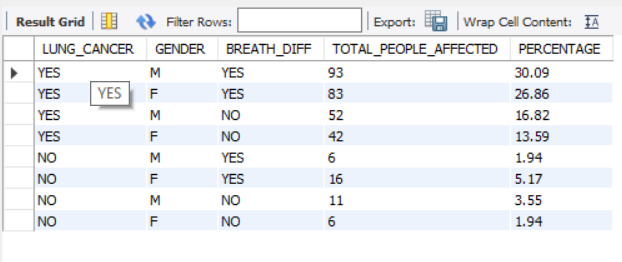 Result Grid Filter Rows: Export: Wrap Cell Content:
LUNG_CANCER GENDER BREATH_DIFF TOTAL_PEOPLE_AFFECTED PERCENTAGE
YES M YES 93 30.09
YES YES F YES 83 26.86
YES M NO 52 16.82
YES F NO 42 13.59
NO M YES 6 1.94
NO F YES 16 5.17
NO M NO 11 3.55
NO F NO 6 1.94